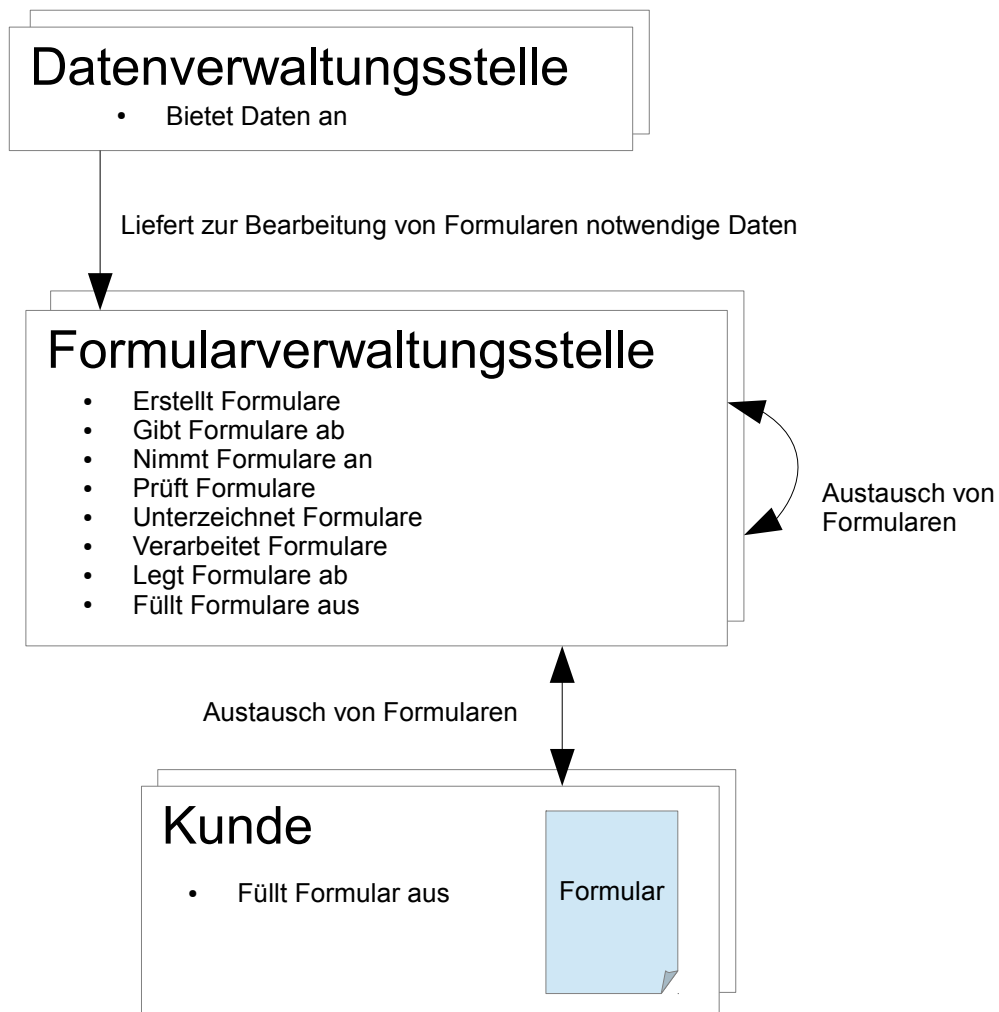 Datenverwaltungsstelle
• Bietet Daten an
Liefert zur Bearbeitung von Formularen notwendige Daten
Formularverwaltungsstelle
• Erstellt Formulare
• Gibt Formulare ab
• Nimmt Formulare an
• Prüft Formulare
• Unterzeichnet Formulare
• Verarbeitet Formulare
• Legt Formulare ab
• Füllt Formulare aus
Austausch von
Formularen
Austausch von Formularen
Kunde
• Füllt Formular aus
Formular